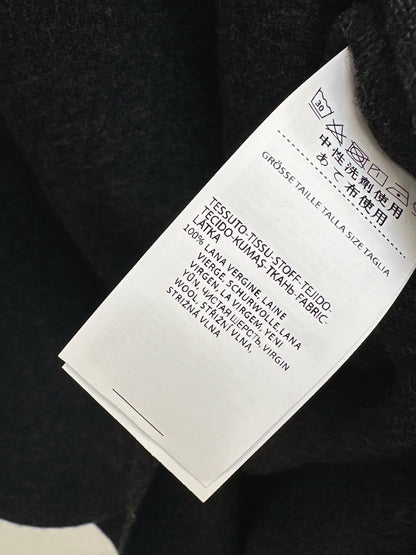 30
中性洗剤使用
あて布使用
GRÖSSE TAILLE TALLA SIZE TAGLIA
TESSUTO-TISSU-STOFF-TEJIDO-
TECIDO-KUMAŞ-ТКАНЬ-FABRIC-
LÁTKA
100% LANA VERGINE, LAINE
VIERGE, SCHURWOLLE, LANA
VIRGEN, LA VIRGEM, YENI
YÜN, ЧИСТАЯ ШЕРСТЬ, VIRGIN
WOOL, STŘIŽNÍ VLNA,
STRIŽNÁ VLNA